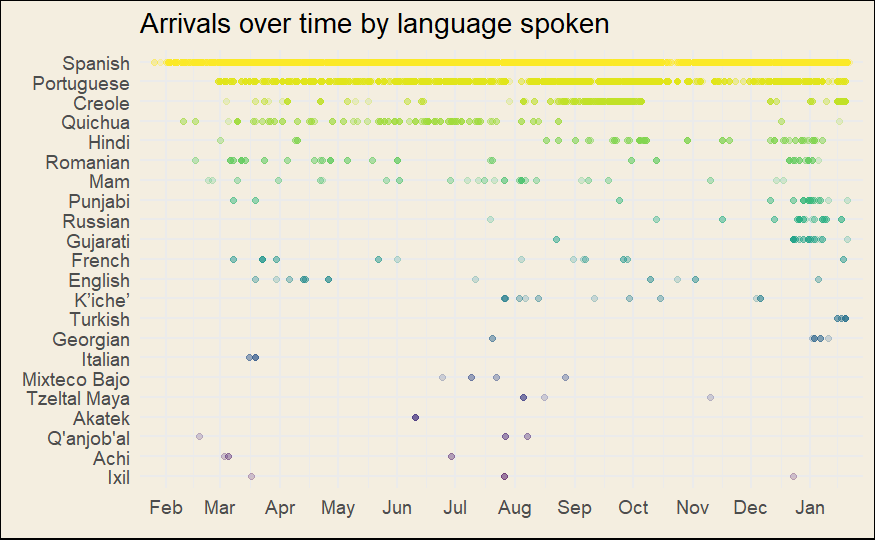 Arrivals over time by language spoken
Spanish
Portuguese
Creole
Quichua
Hindi
Romanian
Mam
Punjabi
Russian
Gujarati
French
English
K’iche’
Turkish
Georgian
Italian
Mixteco Bajo
Tzeltal Maya
Akatek
Q'anjob'al
Achi
Ixil
Feb Mar Apr May Jun Jul Aug Sep Oct Nov Dec Jan